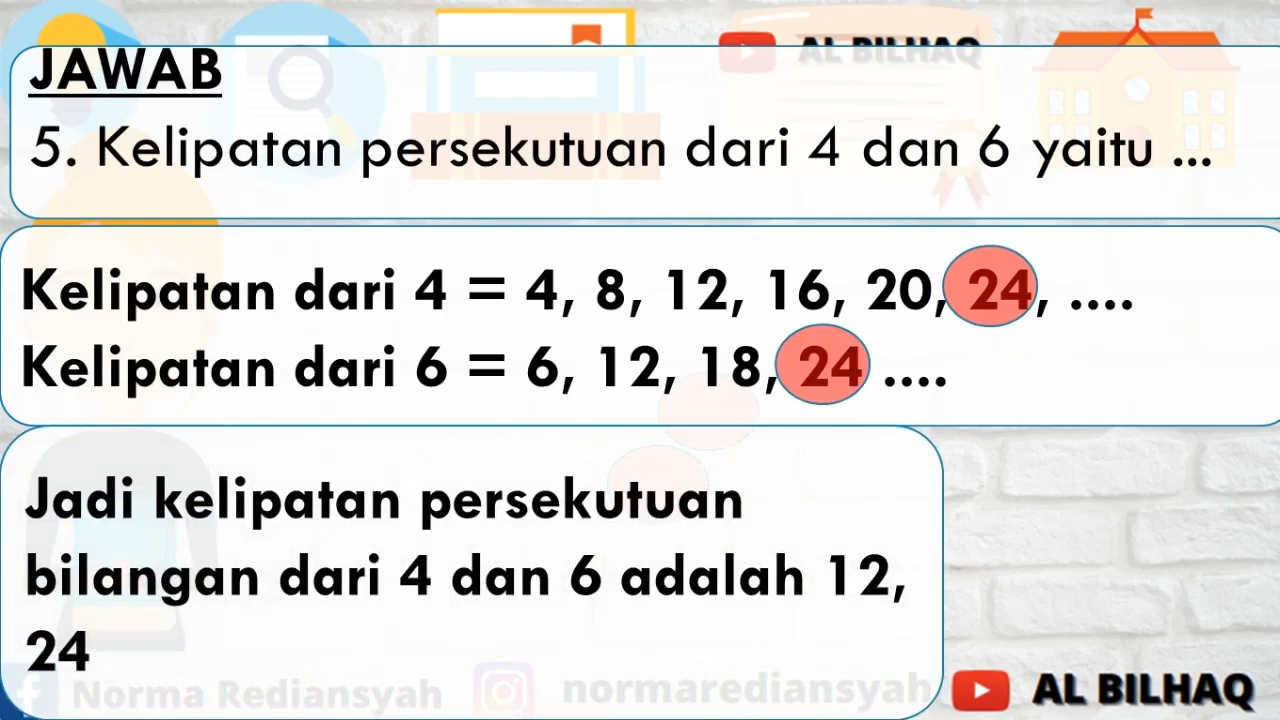 AL BILHAQ
JAWAB
5. Kelipatan persekutuan dari 4 dan 6 yaitu ...
Kelipatan dari 4 = 4, 8, 12, 16, 20, 24, ....
Kelipatan dari 6 = 6, 12, 18, 24 ....
Jadi kelipatan persekutuan
bilangan dari 4 dan 6 adalah 12,
24
Norma Rediansyah normarediansyah AL BILHAQ